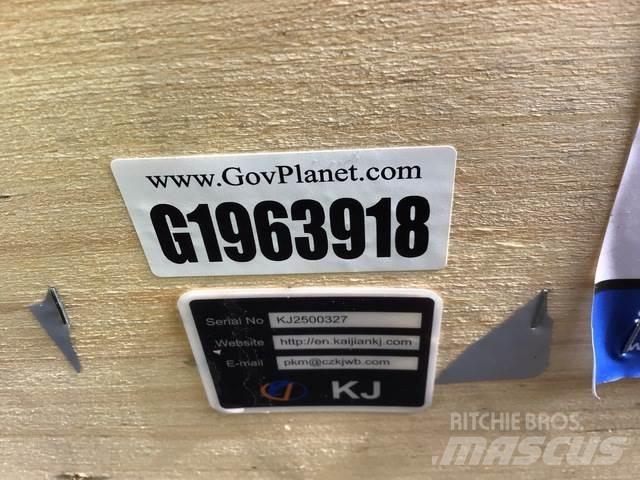 www.GovPlanet.com
G1963918
Serial No KJ2500327
Website http://en.kaijiankj.com
E-mail pkm@czkjwb.com
KJ
RITCHIE BROS.
MASCUS